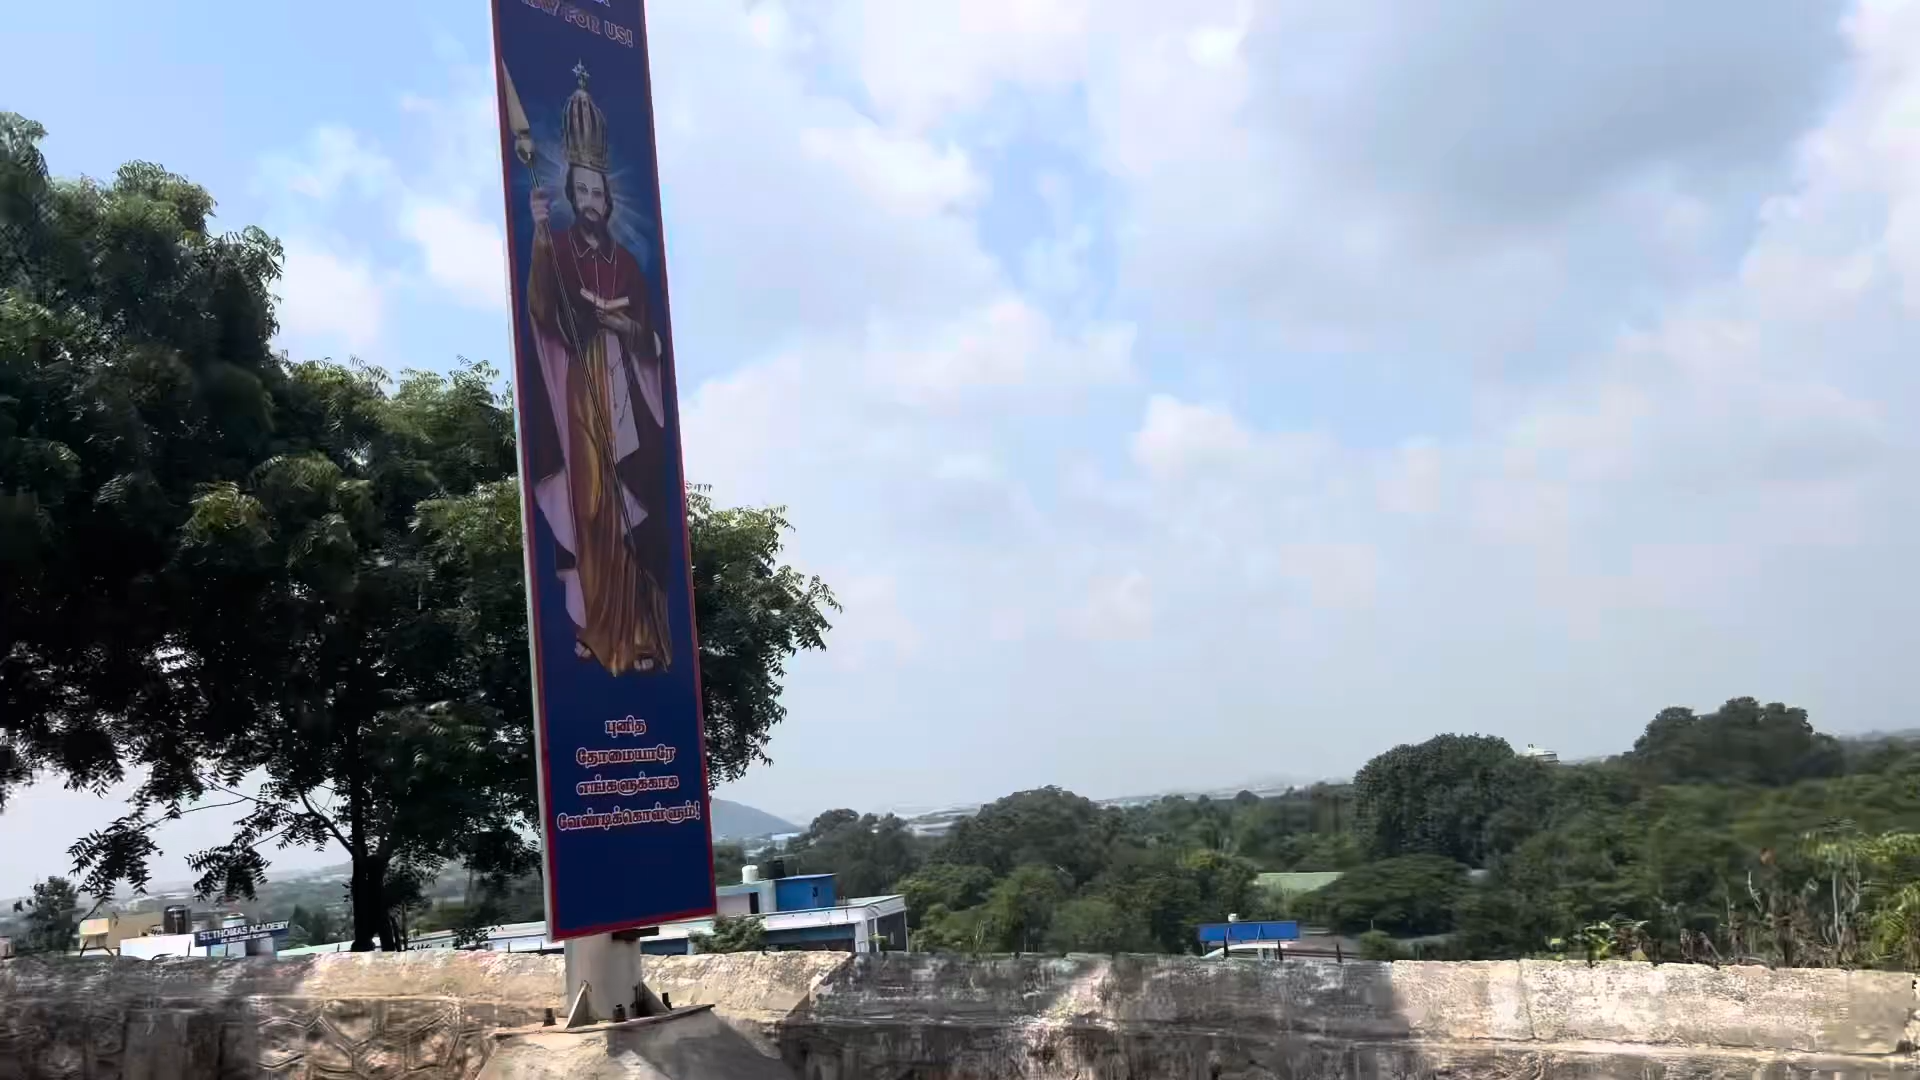 PRAY FOR US!
புனித
தோமையாரே
எங்களுக்காக
வேண்டிக்கொள்ளும்!
ST.THOMAS ACADEMY